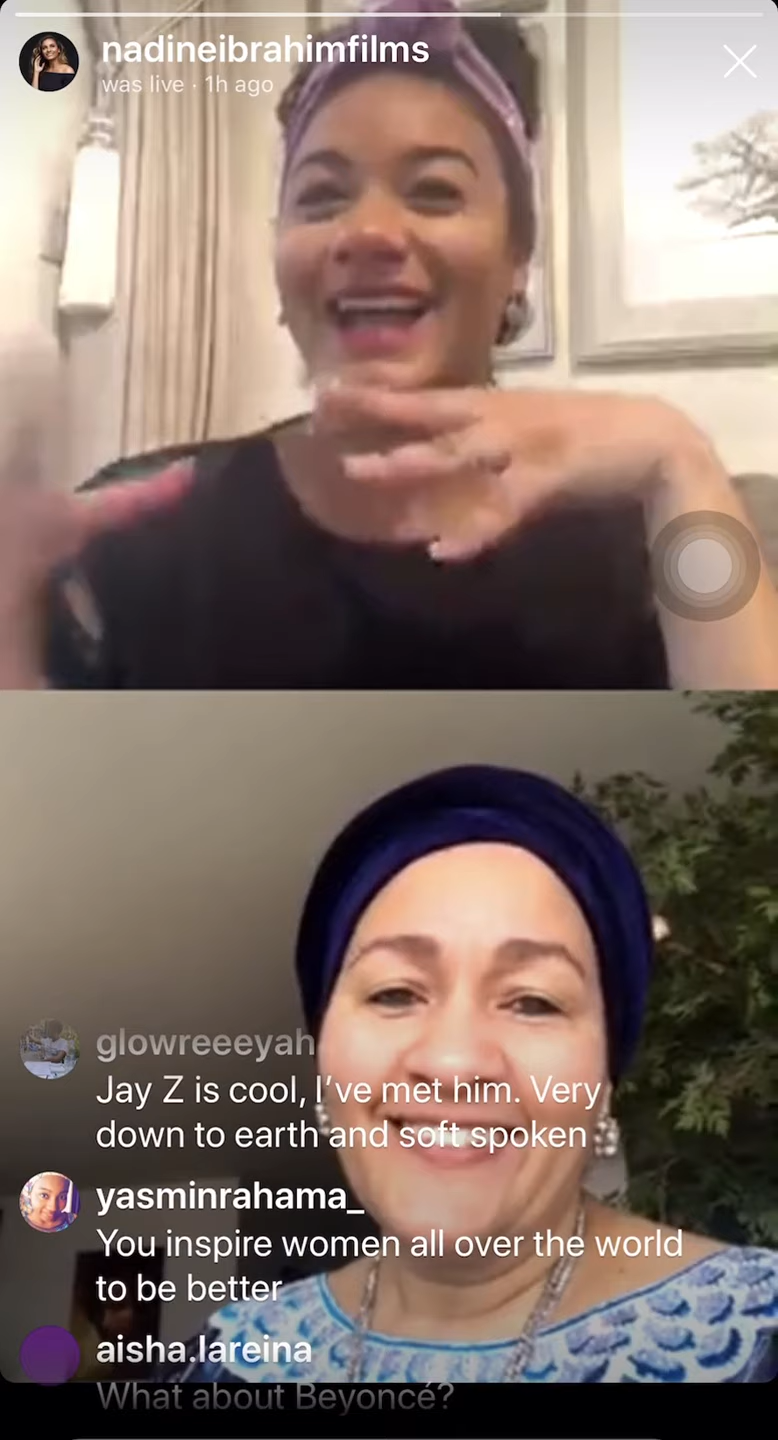 nadineibrahimfilms
was live · 1h ago
glowreeeyah
Jay Z is cool, I’ve met him. Very
down to earth and soft spoken
yasminrahama_
You inspire women all over the world
to be better
aisha.lareina
What about Beyoncé?